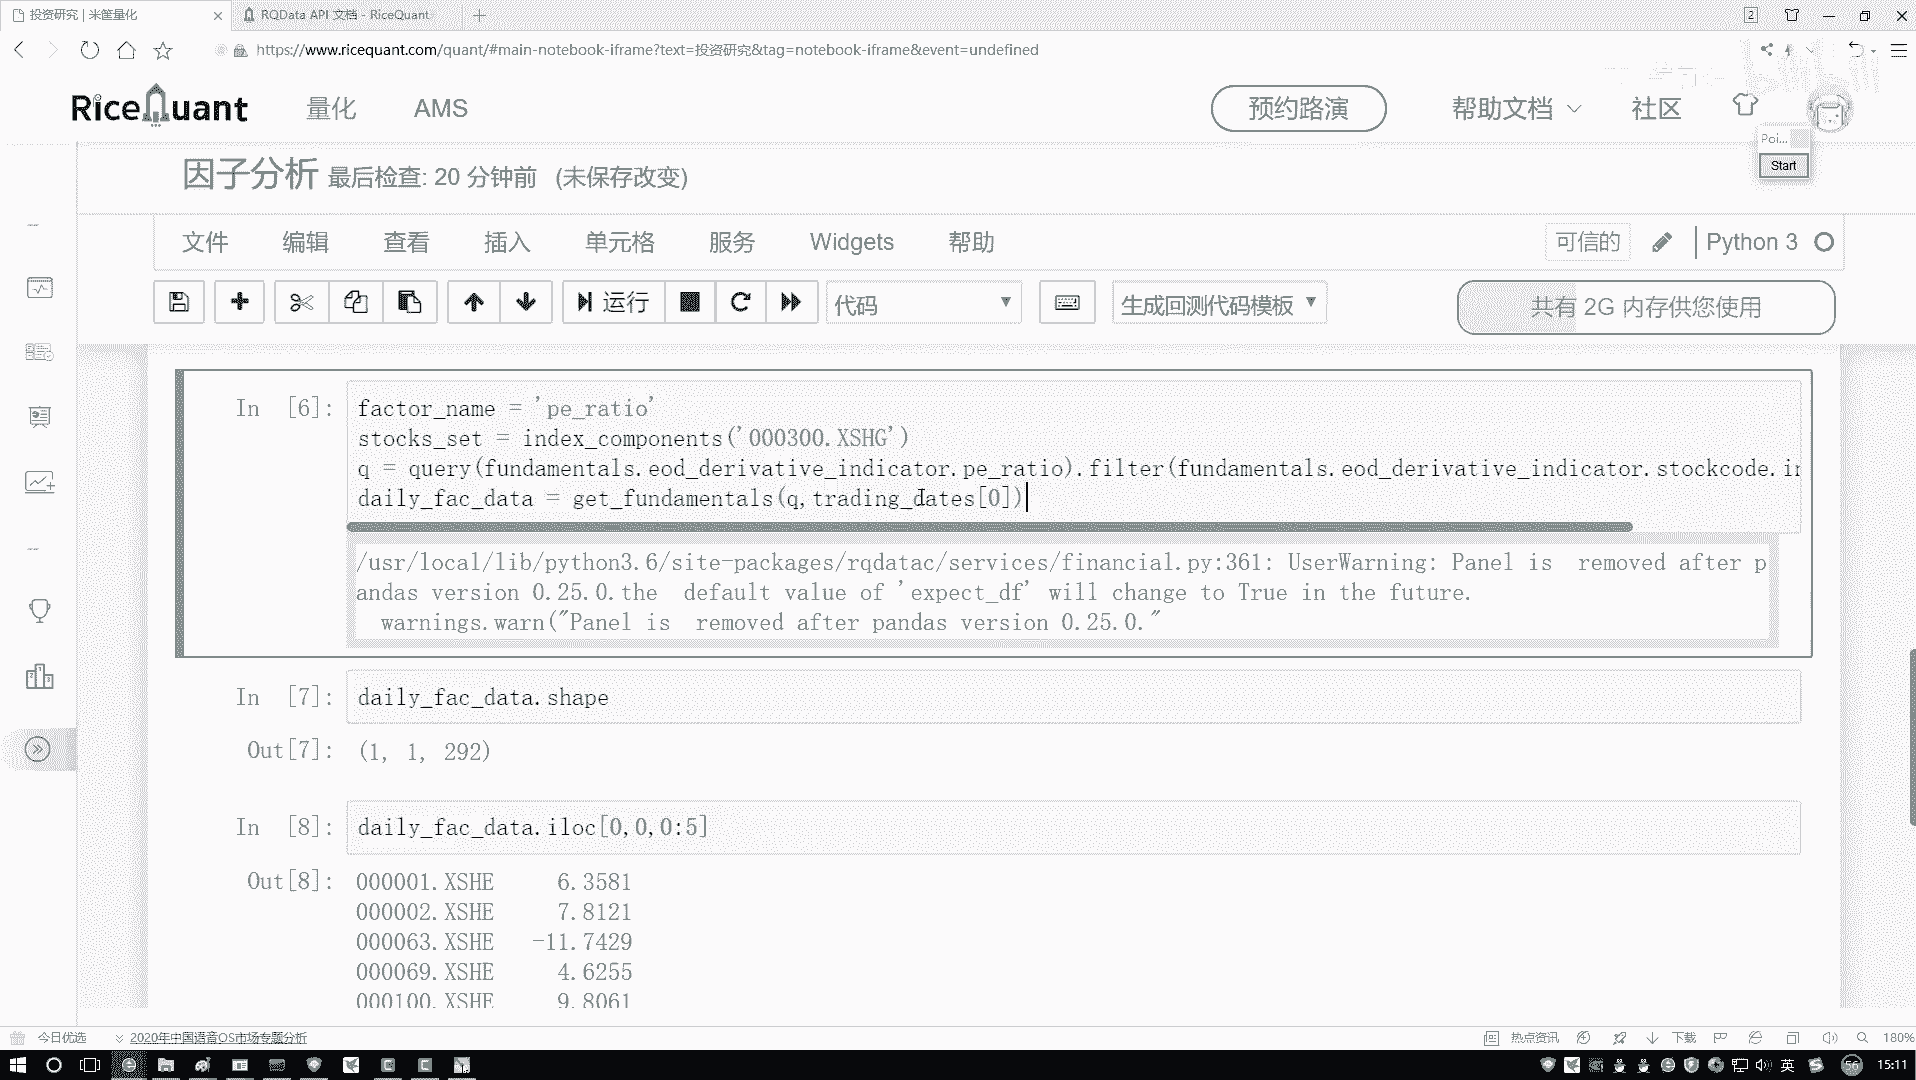 投资研究 | 米筐量化
RQData API 文档 - RiceQuant
2
https://www.ricequant.com/quant/#main-notebook-iframe?text=投资研究&tag=notebook-iframe&event=undefined
RiceQuant
量化
AMS
预约路演
帮助文档
社区
Poi...
Start
因子分析 最后检查: 20 分钟前 (未保存改变)
文件 编辑 查看 插入 单元格 服务 Widgets 帮助
可信的
Python 3
运行
代码
生成回测代码模板
共有 2G 内存供您使用
In [6]:
factor_name = 'pe_ratio'
stocks_set = index_components('000300.XSHG')
q = query(fundamentals.eod_derivative_indicator.pe_ratio).filter(fundamentals.eod_derivative_indicator.stockcode.in
daily_fac_data = get_fundamentals(q,trading_dates[0])
/usr/local/lib/python3.6/site-packages/rqdatac/services/financial.py:361: UserWarning: Panel is  removed after p
andas version 0.25.0.the  default value of 'expect_df' will change to True in the future.
warnings.warn("Panel is  removed after pandas version 0.25.0."
In [7]:
daily_fac_data.shape
Out[7]:
(1, 1, 292)
In [8]:
daily_fac_data.iloc[0,0,0:5]
Out[8]:
000001.XSHE 6.3581
000002.XSHE 7.8121
000063.XSHE -11.7429
000069.XSHE 4.6255
000100.XSHE 9.8061
今日优选
2020年中国语音OS市场专题分析
热点资讯
下载
180%
英
56
15:11